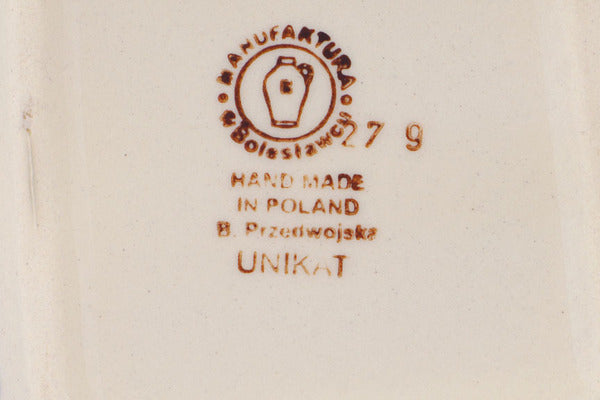 MANUFAKTURA
w Bolesławcu
27 9
HAND MADE
IN POLAND
B. Przedwojska
UNIKAT